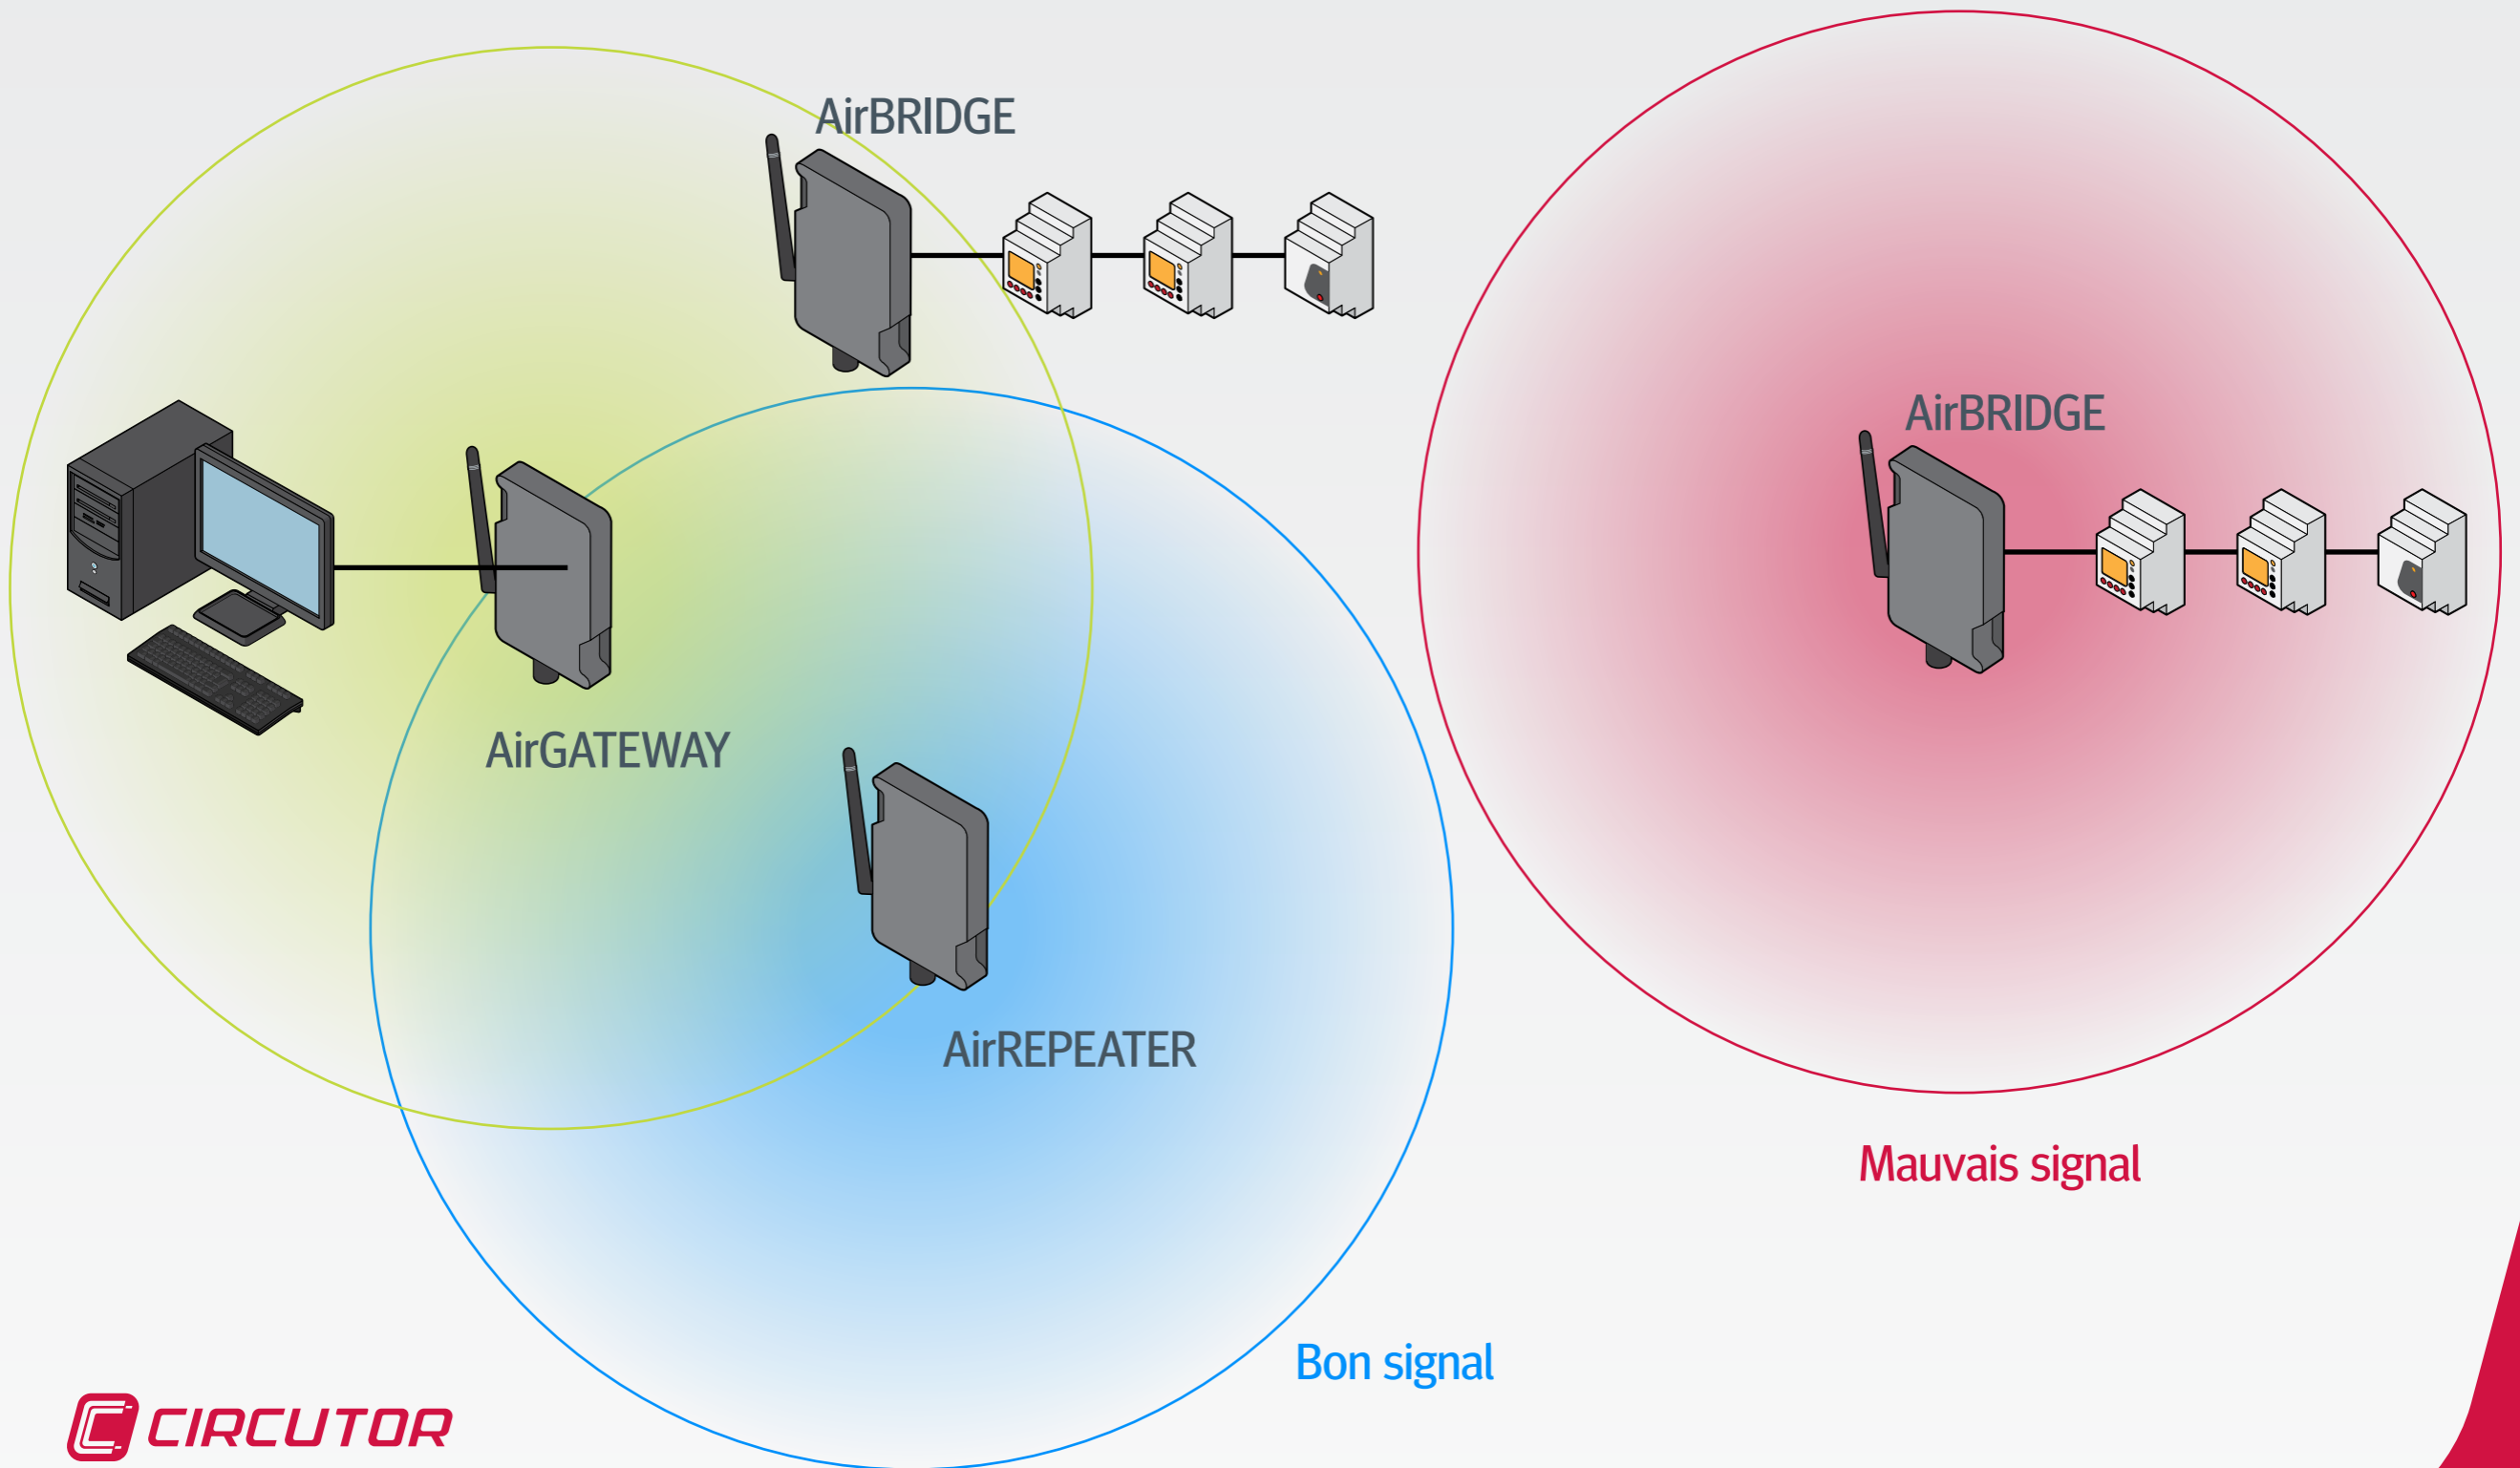 AirBRIDGE
AirBRIDGE
AirGATEWAY
AirREPEATER
Mauvais signal
Bon signal
CIRCUTOR